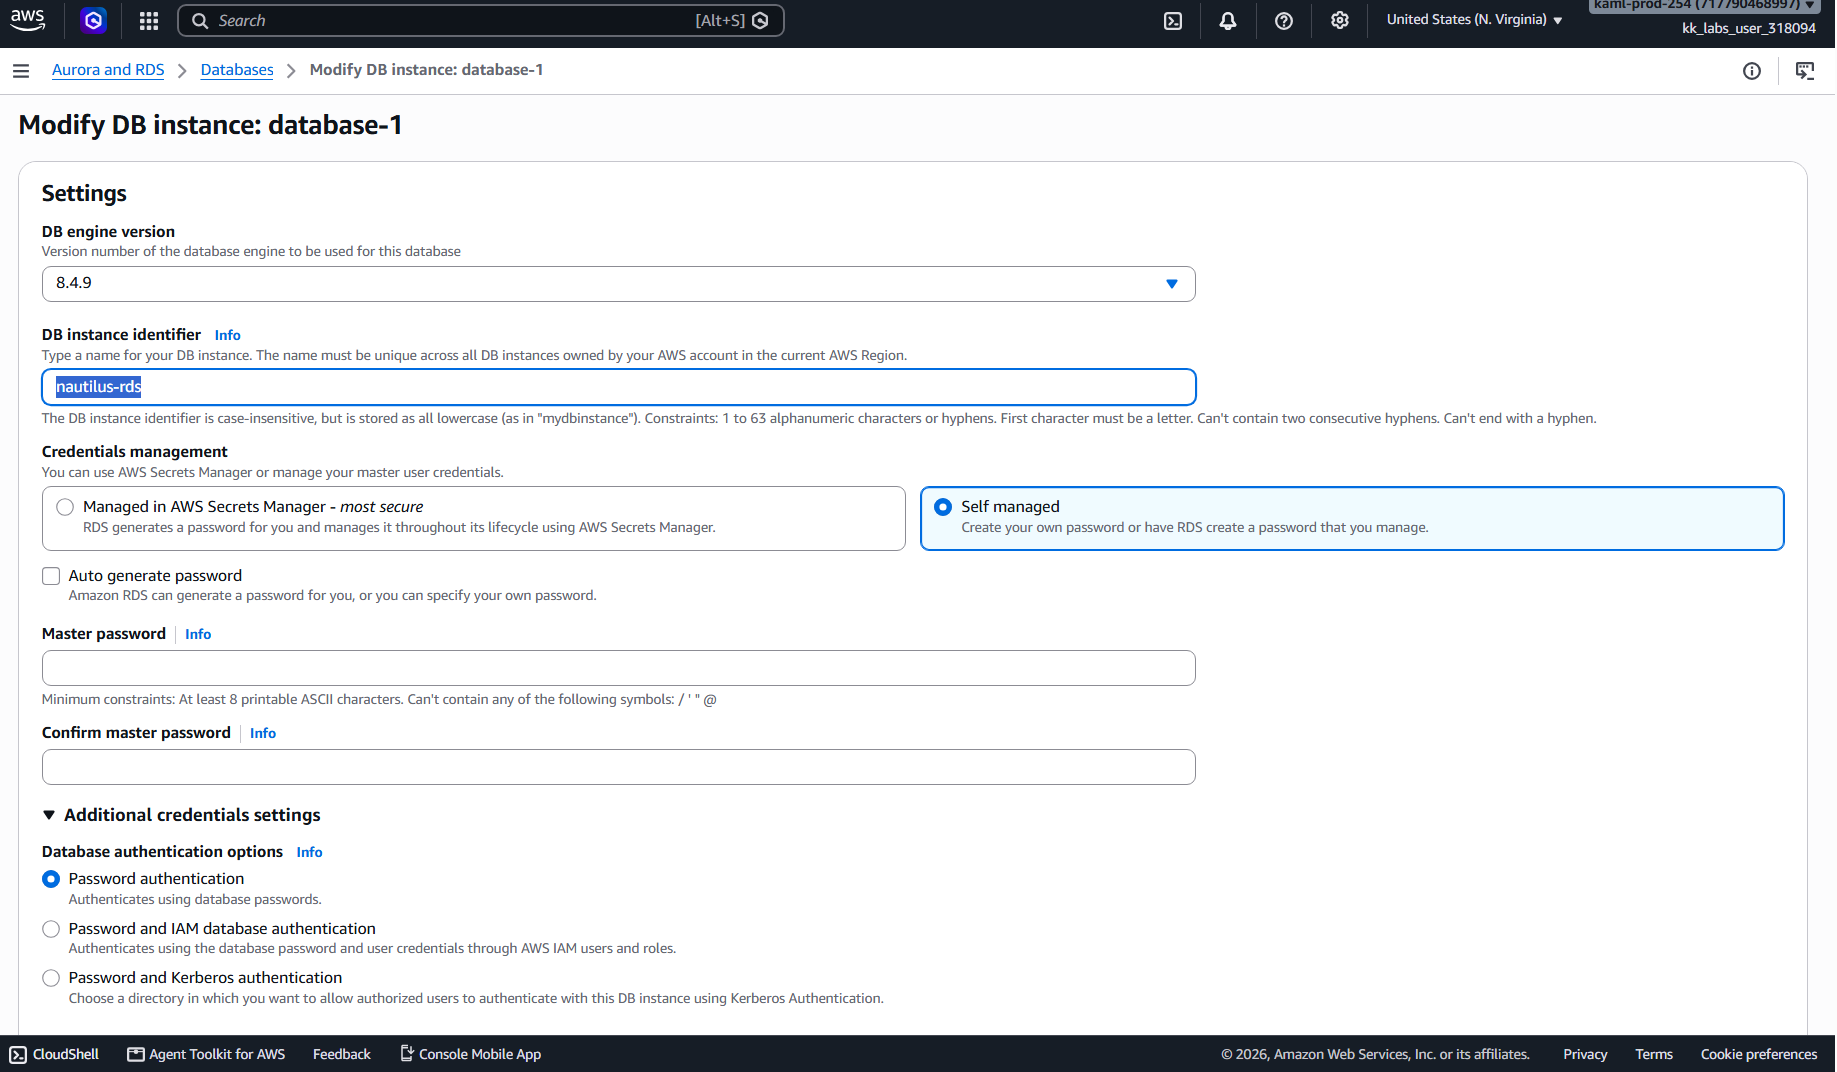 aws
Search
[Alt+S]
United States (N. Virginia)
kaml-prod-254 (717790468997)
kk_labs_user_318094
Aurora and RDS
Databases
Modify DB instance: database-1
Modify DB instance: database-1
Settings
DB engine version
Version number of the database engine to be used for this database
8.4.9
DB instance identifier Info
Type a name for your DB instance. The name must be unique across all DB instances owned by your AWS account in the current AWS Region.
nautilus-rds
The DB instance identifier is case-insensitive, but is stored as all lowercase (as in "mydbinstance"). Constraints: 1 to 63 alphanumeric characters or hyphens. First character must be a letter. Can't contain two consecutive hyphens. Can't end with a hyphen.
Credentials management
You can use AWS Secrets Manager or manage your master user credentials.
Managed in AWS Secrets Manager - most secure
RDS generates a password for you and manages it throughout its lifecycle using AWS Secrets Manager.
Self managed
Create your own password or have RDS create a password that you manage.
Auto generate password
Amazon RDS can generate a password for you, or you can specify your own password.
Master password Info
Minimum constraints: At least 8 printable ASCII characters. Can't contain any of the following symbols: / ' " @
Confirm master password Info
Additional credentials settings
Database authentication options Info
Password authentication
Authenticates using database passwords.
Password and IAM database authentication
Authenticates using the database password and user credentials through AWS IAM users and roles.
Password and Kerberos authentication
Choose a directory in which you want to allow authorized users to authenticate with this DB instance using Kerberos Authentication.
CloudShell
Agent Toolkit for AWS
Feedback
Console Mobile App
© 2026, Amazon Web Services, Inc. or its affiliates.
Privacy
Terms
Cookie preferences